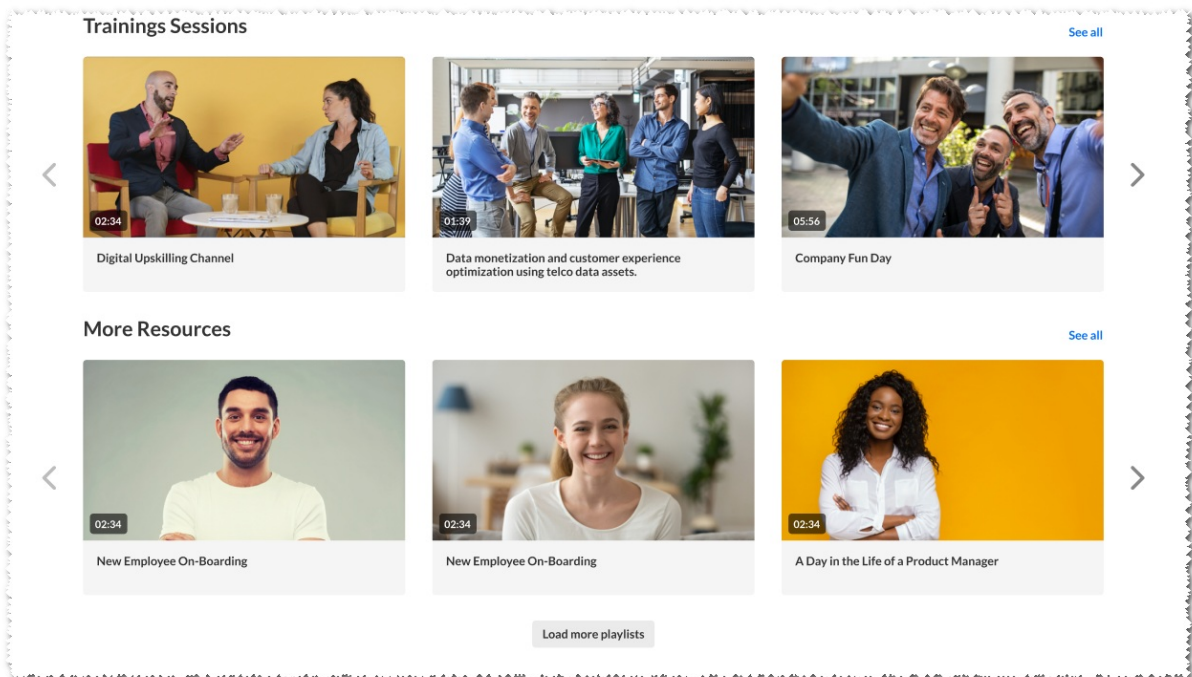 Trainings Sessions
See all
02:34
01:39
05:56
Digital Upskilling Channel
Data monetization and customer experience
optimization using telco data assets.
Company Fun Day
More Resources
See all
02:34
02:34
02:34
New Employee On-Boarding
New Employee On-Boarding
A Day in the Life of a Product Manager
Load more playlists